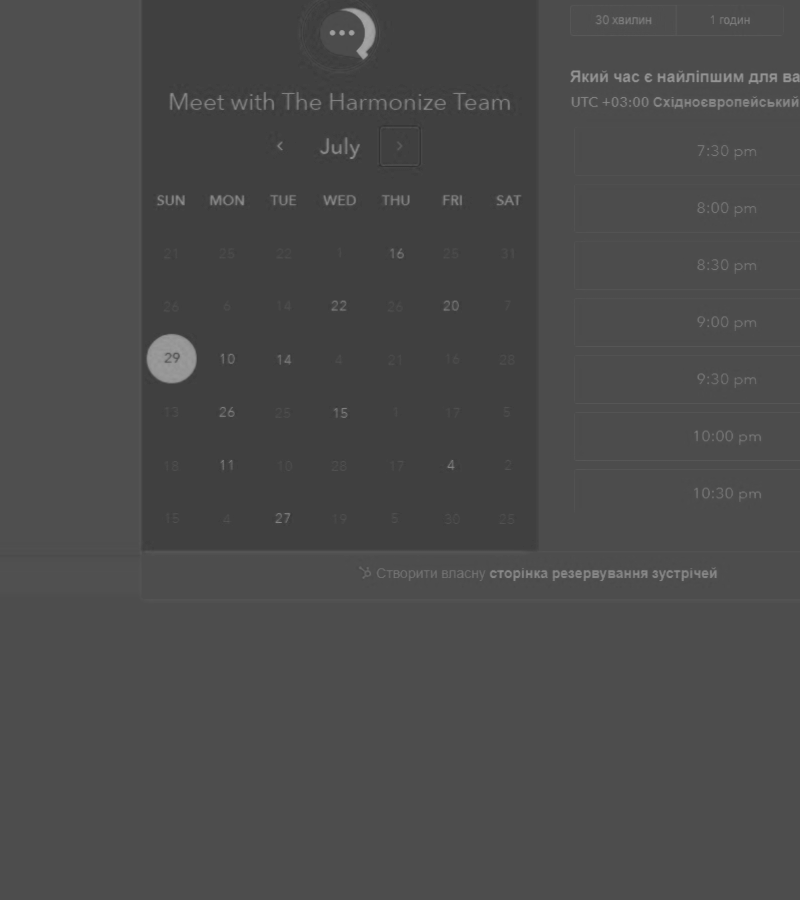 30 хвилин 1 годин
Який час є найліпшим для ва
UTC +03:00 Східноєвропейський
Meet with The Harmonize Team
July
SUN MON TUE WED THU FRI SAT
21 25 22 1 16 25 31
26 6 14 22 26 20 7
29 10 14 4 21 16 28
13 26 25 15 1 17 5
18 11 10 28 17 4 2
15 4 27 19 5 30 25
7:30 pm
8:00 pm
8:30 pm
9:00 pm
9:30 pm
10:00 pm
10:30 pm
Створити власну сторінка резервування зустрічей